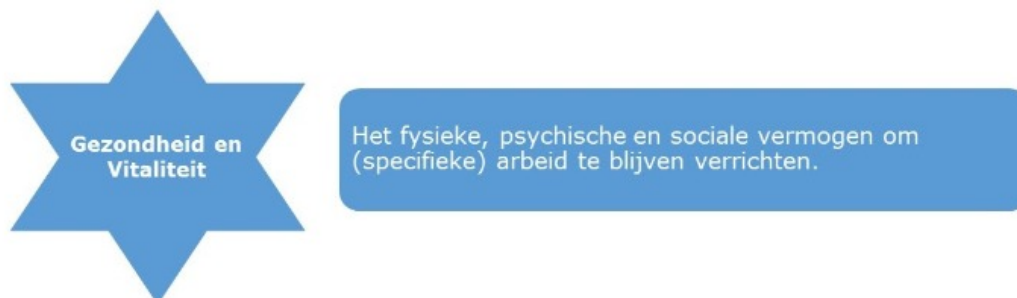 Gezondheid en
Vitaliteit
Het fysieke, psychische en sociale vermogen om
(specifieke) arbeid te blijven verrichten.